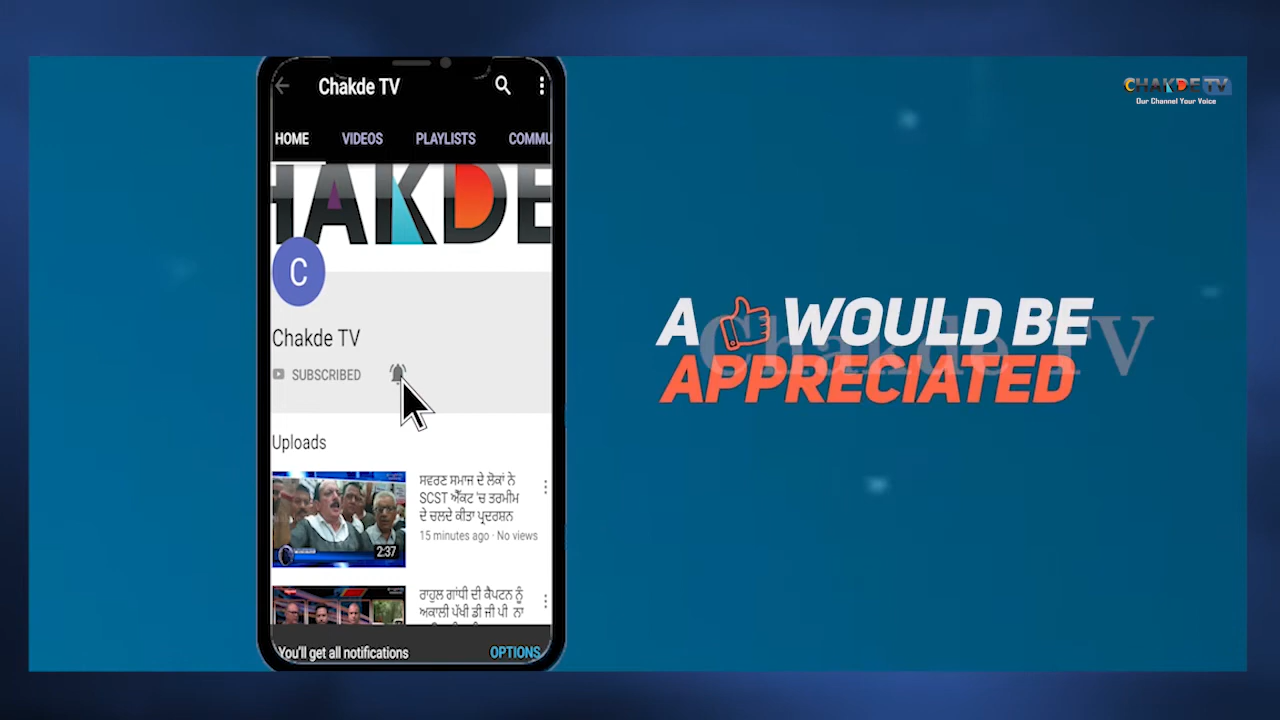 Chakde TV
HOME VIDEOS PLAYLISTS COMMU
HAKDE
C
Chakde TV
SUBSCRIBED
Uploads
ਸਵਰਣ ਸਮਾਜ ਦੇ ਲੋਕਾਂ ਨੇ
SCST ਐਕਟ 'ਚ ਤਰਮੀਮ
ਦੇ ਚਲਦੇ ਕੀਤਾ ਪ੍ਰਦਰਸ਼ਨ
15 minutes ago · No views
2:37
ਰਾਹੁਲ ਗਾਂਧੀ ਦੀ ਕੈਪਟਨ ਨੂੰ
ਅਕਾਲੀ ਪੱਖੀ ਡੀ ਜੀ ਪੀ ਨਾ
You'll get all notifications OPTIONS
CHAKDE TV
Our Channel Your Voice
A WOULD BE
APPRECIATED
Chakde TV